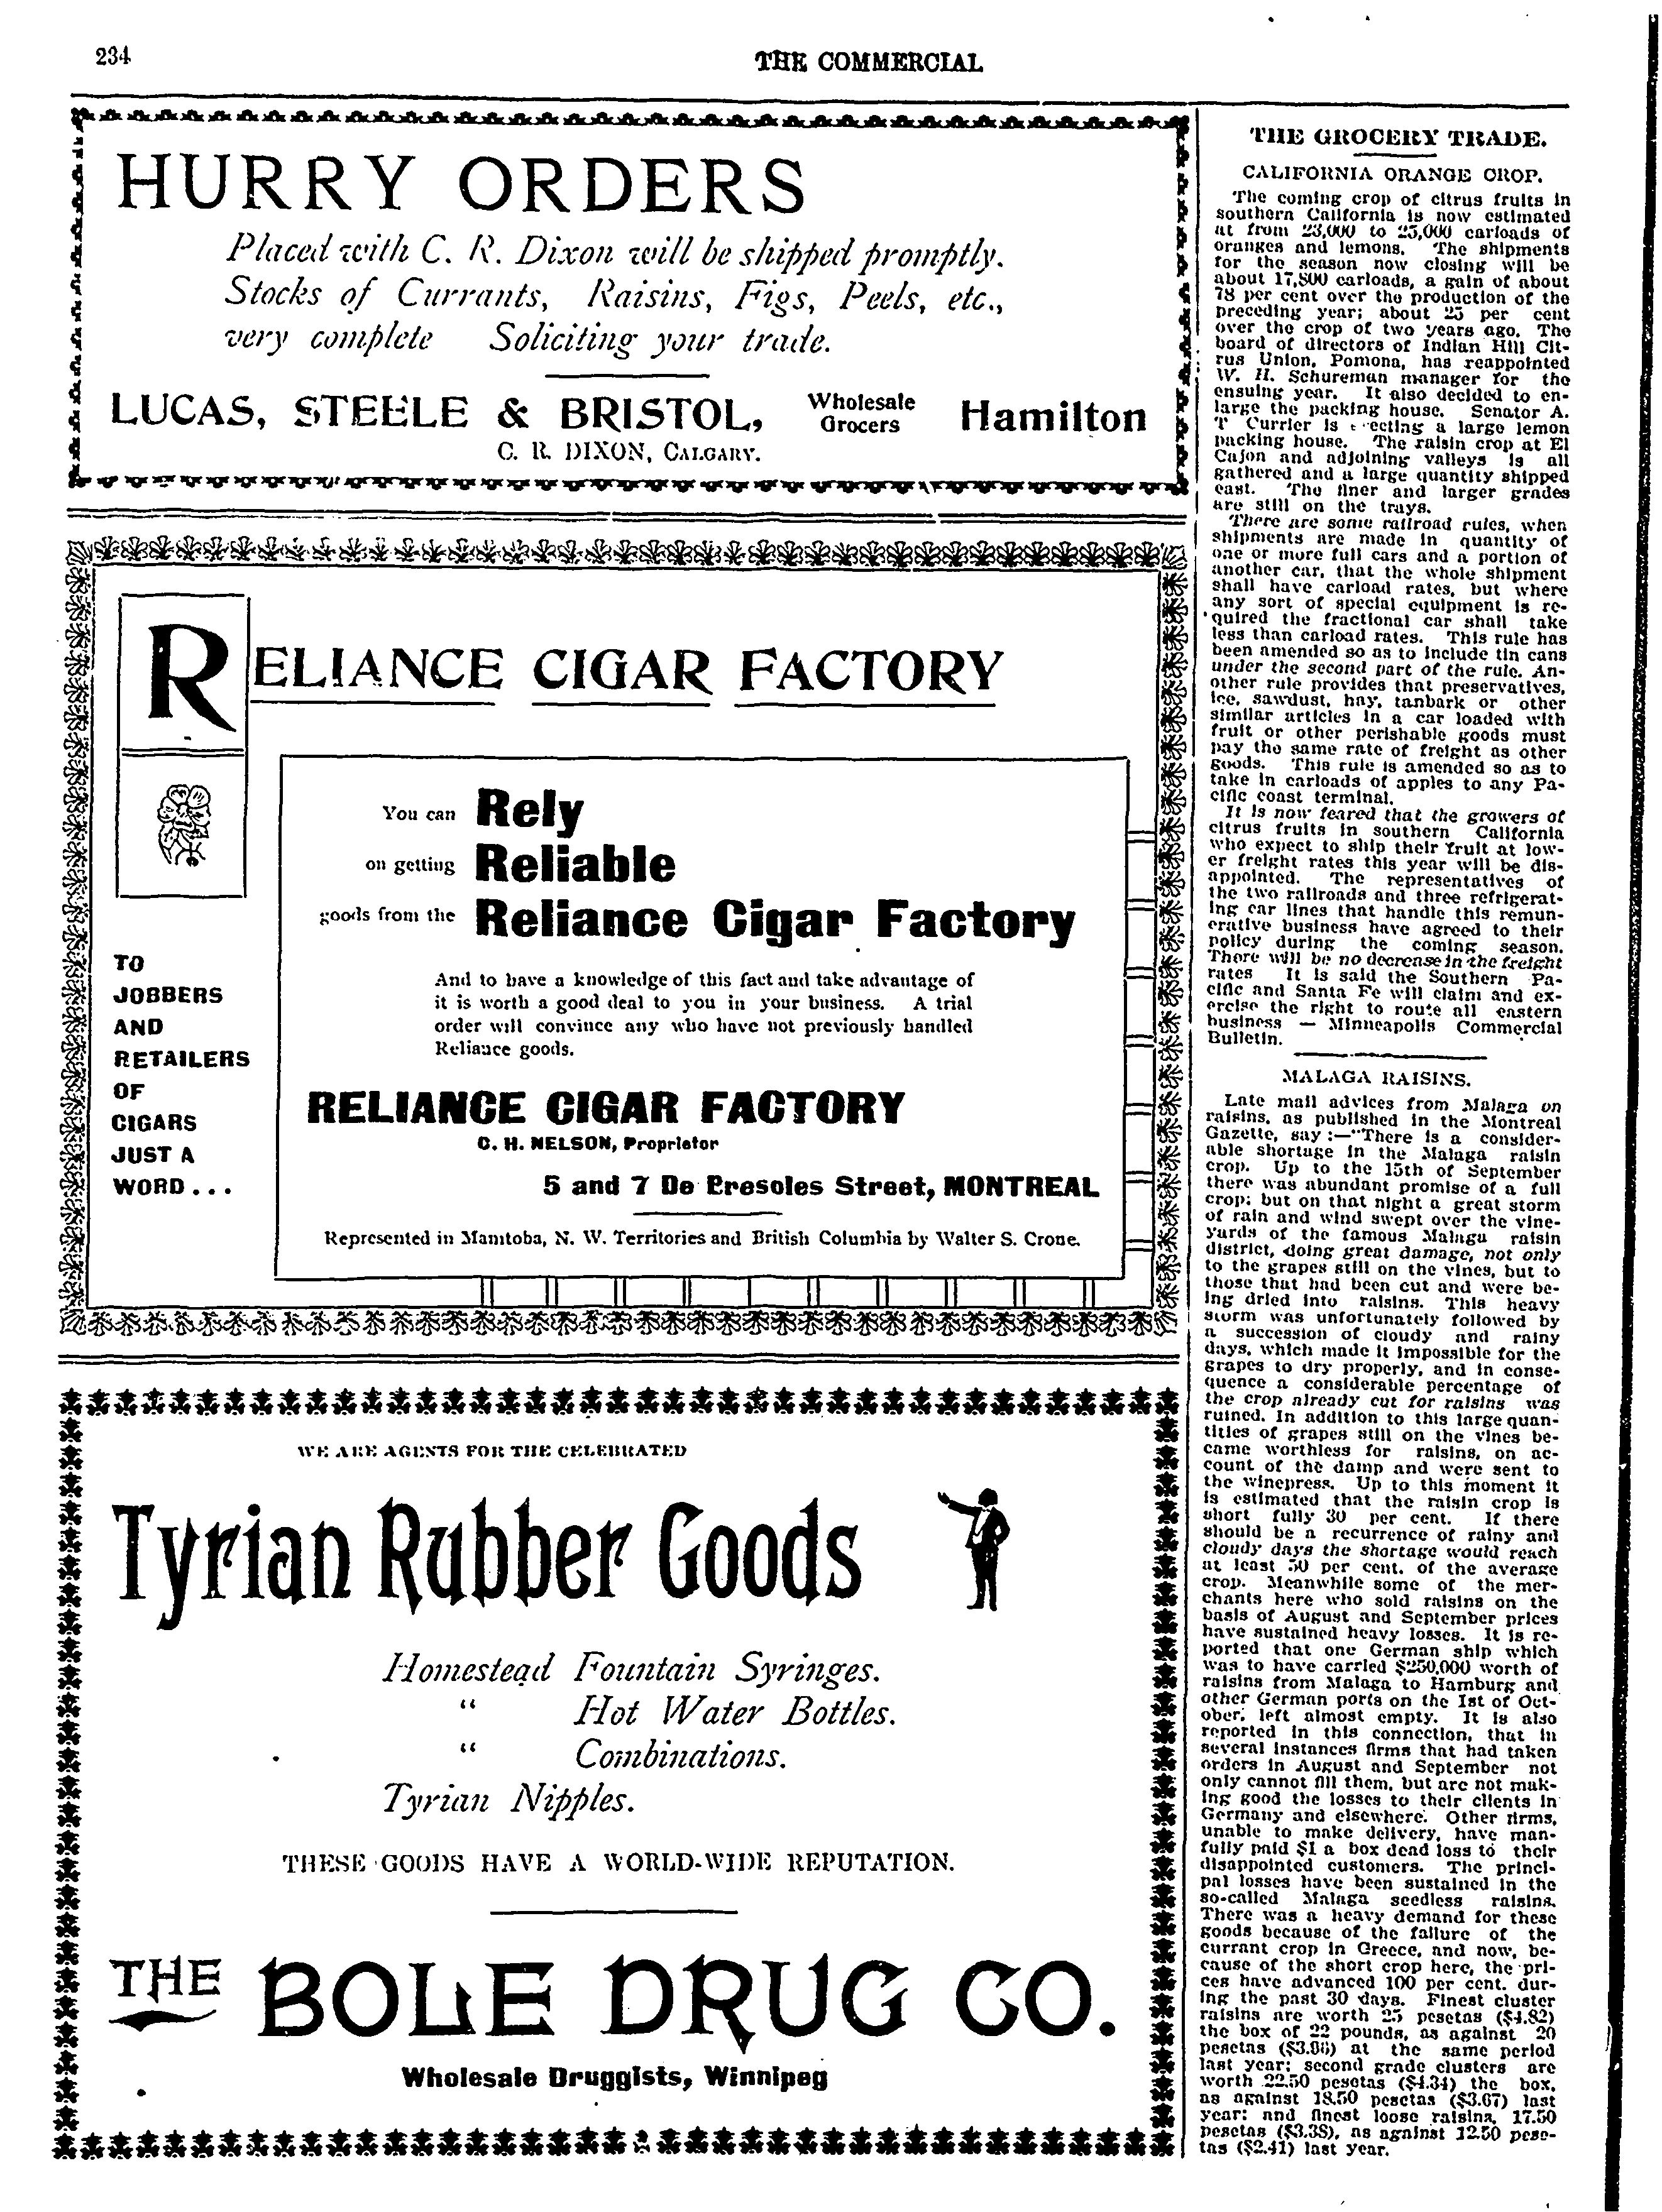 234
THE COMMERCIAL
HURRY ORDERS
Placed with C. R. Dixon will be shipped promptly.
Stocks of Currants, Raisins, Figs, Peels, etc.,
very complete Soliciting your trade.
LUCAS, STEELE & BRISTOL, Wholesale Grocers Hamilton
C. R. DIXON, CALGARY.
RELIANCE CIGAR FACTORY
You can Rely
on getting Reliable
goods from the Reliance Cigar Factory
And to have a knowledge of this fact and take advantage of
it is worth a good deal to you in your business. A trial
order will convince any who have not previously handled
Reliance goods.
TO
JOBBERS
AND
RETAILERS
OF
CIGARS
JUST A
WORD...
RELIANCE CIGAR FACTORY
C. H. NELSON, Proprietor
5 and 7 De Bresoles Street, MONTREAL
Represented in Manitoba, N. W. Territories and British Columbia by Walter S. Crone.
WE ARE AGENTS FOR THE CELEBRATED
Tyrian Rubber Goods
Homestead Fountain Syringes.
" Hot Water Bottles.
" Combinations.
Tyrian Nipples.
THESE GOODS HAVE A WORLD-WIDE REPUTATION.
THE BOLE DRUG CO.
Wholesale Druggists, Winnipeg
THE GROCERY TRADE.
CALIFORNIA ORANGE CROP.
The coming crop of citrus fruits in
southern California is now estimated
at from 23,000 to 25,000 carloads of
oranges and lemons. The shipments
for the season now closing will be
about 17,800 carloads, a gain of about
78 per cent over the production of the
preceding year; about 25 per cent
over the crop of two years ago. The
board of directors of Indian Hill Cit-
rus Union, Pomona, has reappointed
W. H. Schureman manager for the
ensuing year. It also decided to en-
large the packing house. Senator A.
T Currier is erecting a large lemon
packing house. The raisin crop at El
Cajon and adjoining valleys is all
gathered and a large quantity shipped
east. The finer and larger grades
are still on the trays.
There are some railroad rules, when
shipments are made in quantity of
one or more full cars and a portion of
another car, that the whole shipment
shall have carload rates, but where
any sort of special equipment is re-
quired the fractional car shall take
less than carload rates. This rule has
been amended so as to include tin cans
under the second part of the rule. An-
other rule provides that preservatives,
ice, sawdust, hay, tanbark or other
similar articles in a car loaded with
fruit or other perishable goods must
pay the same rate of freight as other
goods. This rule is amended so as to
take in carloads of apples to any Pa-
cific coast terminal.
It is now feared that the growers of
citrus fruits in southern California
who expect to ship their fruit at low-
er freight rates this year will be dis-
appointed. The representatives of
the two railroads and three refrigerat-
ing car lines that handle this remun-
erative business have agreed to their
policy during the coming season.
There will be no decrease in the freight
rates It is said the Southern Pa-
cific and Santa Fe will claim and ex-
ercise the right to route all eastern
business — Minneapolis Commercial
Bulletin.
MALAGA RAISINS.
Late mail advices from Malaga on
raisins, as published in the Montreal
Gazette, say:—"There is a consider-
able shortage in the Malaga raisin
crop. Up to the 15th of September
there was abundant promise of a full
crop; but on that night a great storm
of rain and wind swept over the vine-
yards of the famous Malaga raisin
district, doing great damage, not only
to the grapes still on the vines, but to
those that had been cut and were be-
ing dried into raisins. This heavy
storm was unfortunately followed by
a succession of cloudy and rainy
days, which made it impossible for the
grapes to dry properly, and in conse-
quence a considerable percentage of
the crop already cut for raisins was
ruined. In addition to this large quan-
tities of grapes still on the vines be-
came worthless for raisins, on ac-
count of the damp and were sent to
the winepress. Up to this moment it
is estimated that the raisin crop is
short fully 30 per cent. If there
should be a recurrence of rainy and
cloudy days the shortage would reach
at least 50 per cent. of the average
crop. Meanwhile some of the mer-
chants here who sold raisins on the
basis of August and September prices
have sustained heavy losses. It is re-
ported that one German ship which
was to have carried $250,000 worth of
raisins from Malaga to Hamburg and
other German ports on the 1st of Oct-
ober, left almost empty. It is also
reported in this connection, that in
several instances firms that had taken
orders in August and September not
only cannot fill them, but are not mak-
ing good the losses to their clients in
Germany and elsewhere. Other firms,
unable to make delivery, have man-
fully paid $1 a box dead loss to their
disappointed customers. The princi-
pal losses have been sustained in the
so-called Malaga seedless raisins.
There was a heavy demand for these
goods because of the failure of the
currant crop in Greece, and now, be-
cause of the short crop here, the pri-
ces have advanced 100 per cent. dur-
ing the past 30 days. Finest cluster
raisins are worth 25 pesetas ($4.82)
the box of 22 pounds, as against 20
pesetas ($3.86) at the same period
last year; second grade clusters are
worth 22.50 pesetas ($4.34) the box,
as against 18.50 pesetas ($3.67) last
year; and finest loose raisins, 17.50
pesetas ($3.38), as against 12.50 pese-
tas ($2.41) last year.